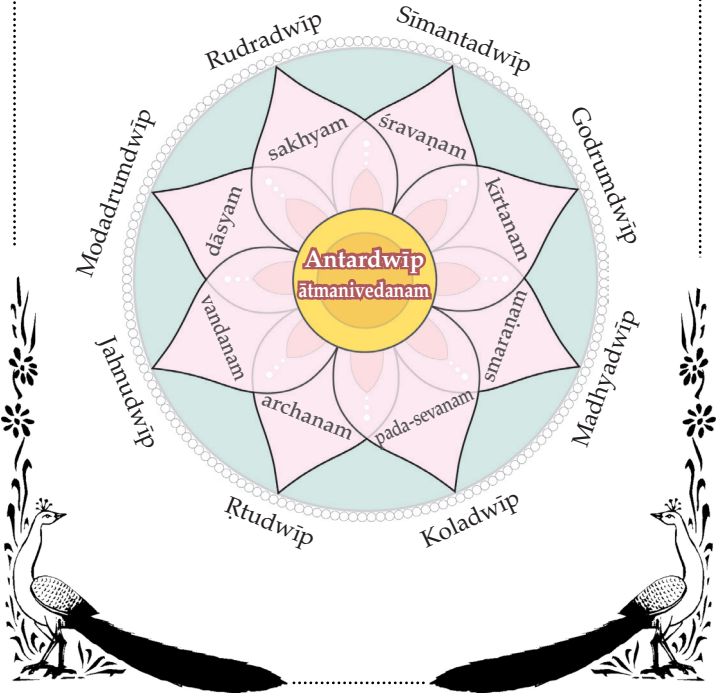 Rudradwīp
Sīmantadwīp
Godrumdwīp
Madhyadwīp
Koladwīp
Ṛtudwīp
Jahnudwīp
Modadrumdwīp
sakhyam
śravaṇam
kīrtanam
smaraṇam
pada-sevanam
archanam
vandanam
dāsyam
Antardwīp
ātmanivedanam